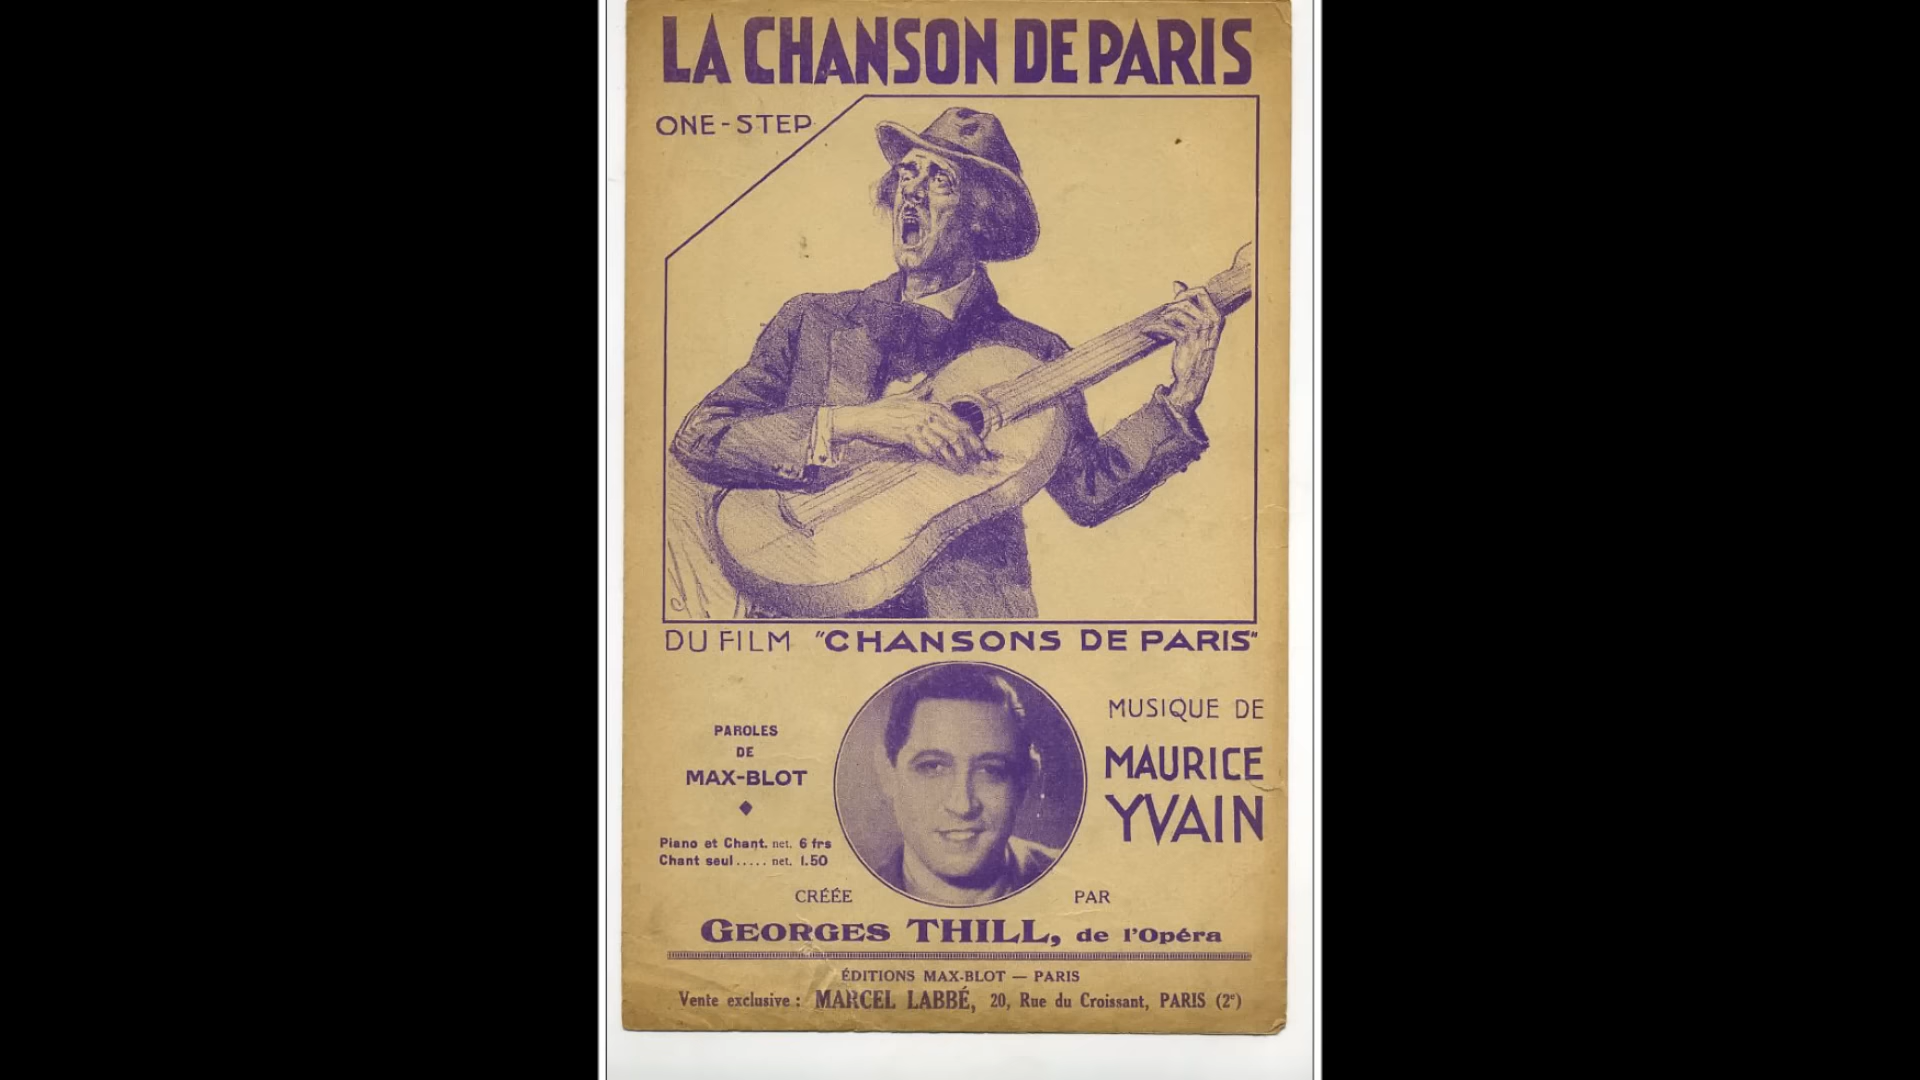 LA CHANSON DE PARIS
ONE-STEP
DU FILM "CHANSONS DE PARIS"
PAROLES
DE
MAX-BLOT
Piano et Chant. net. 6 frs
Chant seul ..... net. 1.50
MUSIQUE DE
MAURICE
YVAIN
CRÉÉE PAR
GEORGES THILL, de l'Opéra
ÉDITIONS MAX-BLOT — PARIS
Vente exclusive : MARCEL LABBÉ, 20, Rue du Croissant, PARIS (2e)